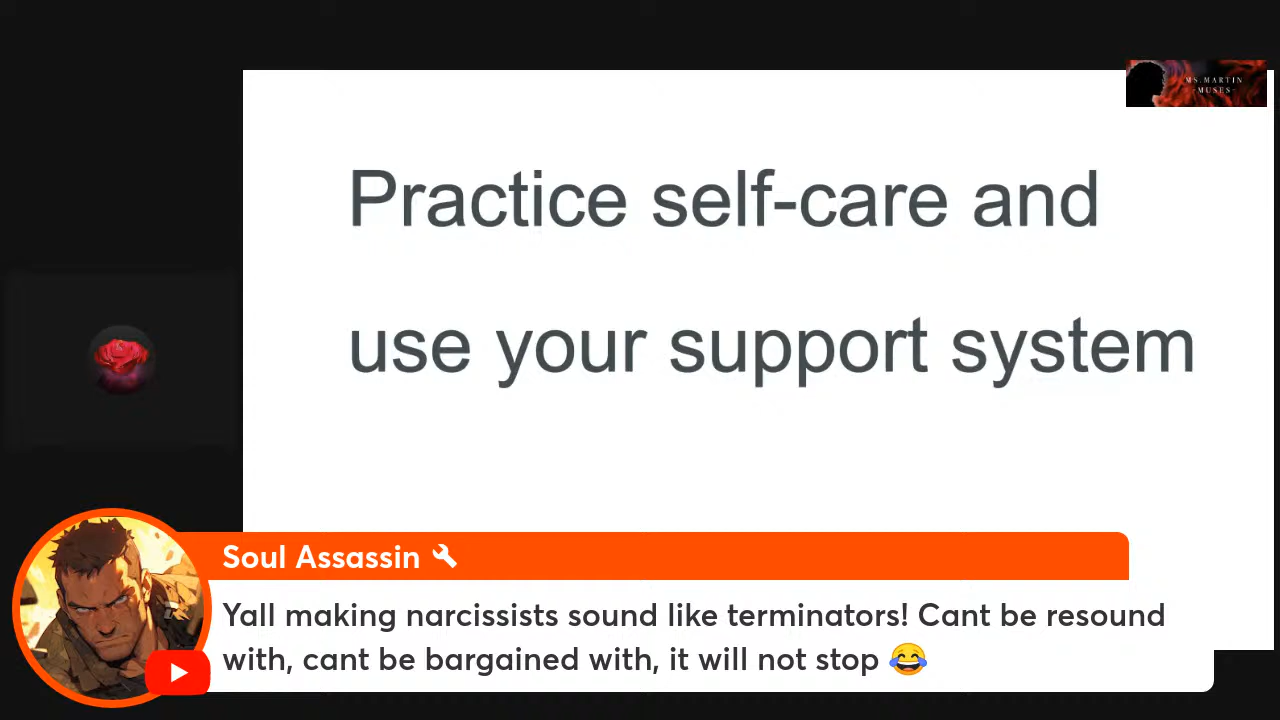 MS.MARTIN
-MUSES-
Practice self-care and
use your support system
Soul Assassin
Yall making narcissists sound like terminators! Cant be resound
with, cant be bargained with, it will not stop 😂